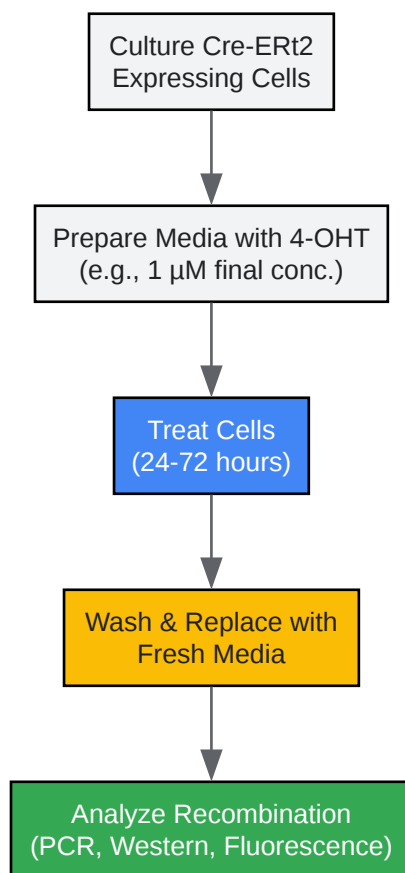 Culture Cre-ERt2
Expressing Cells
Prepare Media with 4-OHT
(e.g., 1 µM final conc.)
Treat Cells
(24-72 hours)
Wash & Replace with
Fresh Media
Analyze Recombination
(PCR, Western, Fluorescence)